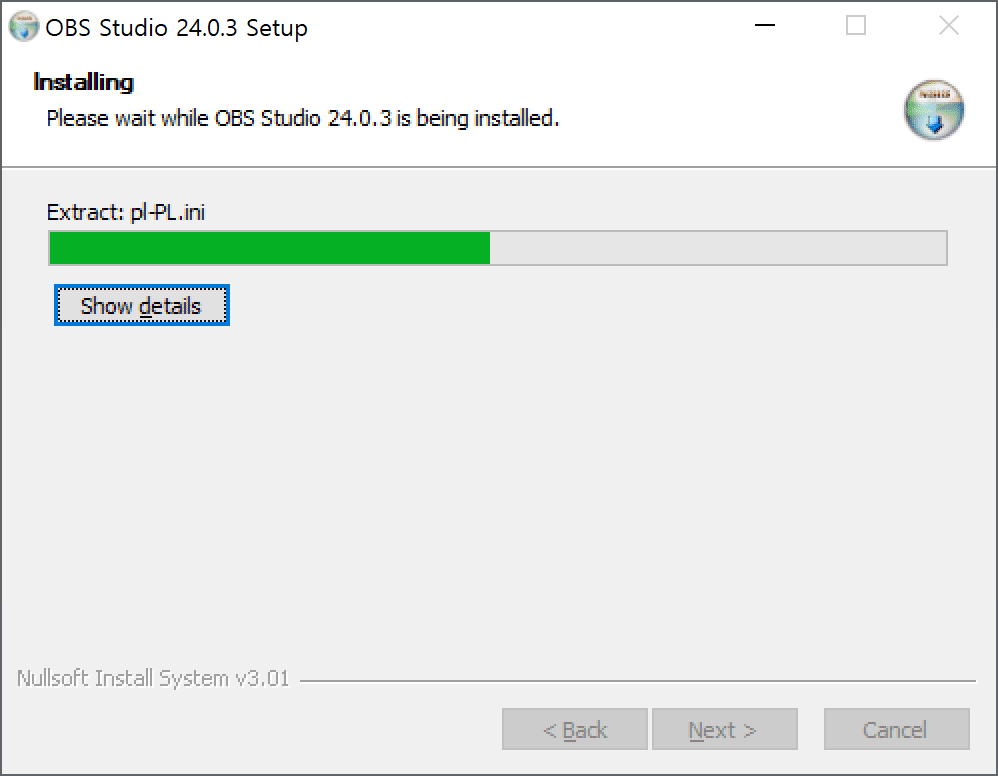 OBS Studio 24.0.3 Setup
Installing
Please wait while OBS Studio 24.0.3 is being installed.
Extract: pl-PL.ini
Show details
Nullsoft Install System v3.01
< Back
Next >
Cancel